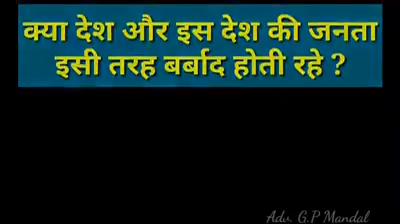 क्या देश और इस देश की जनता
इसी तरह बर्बाद होती रहे ?
Adv. G.P Mandal